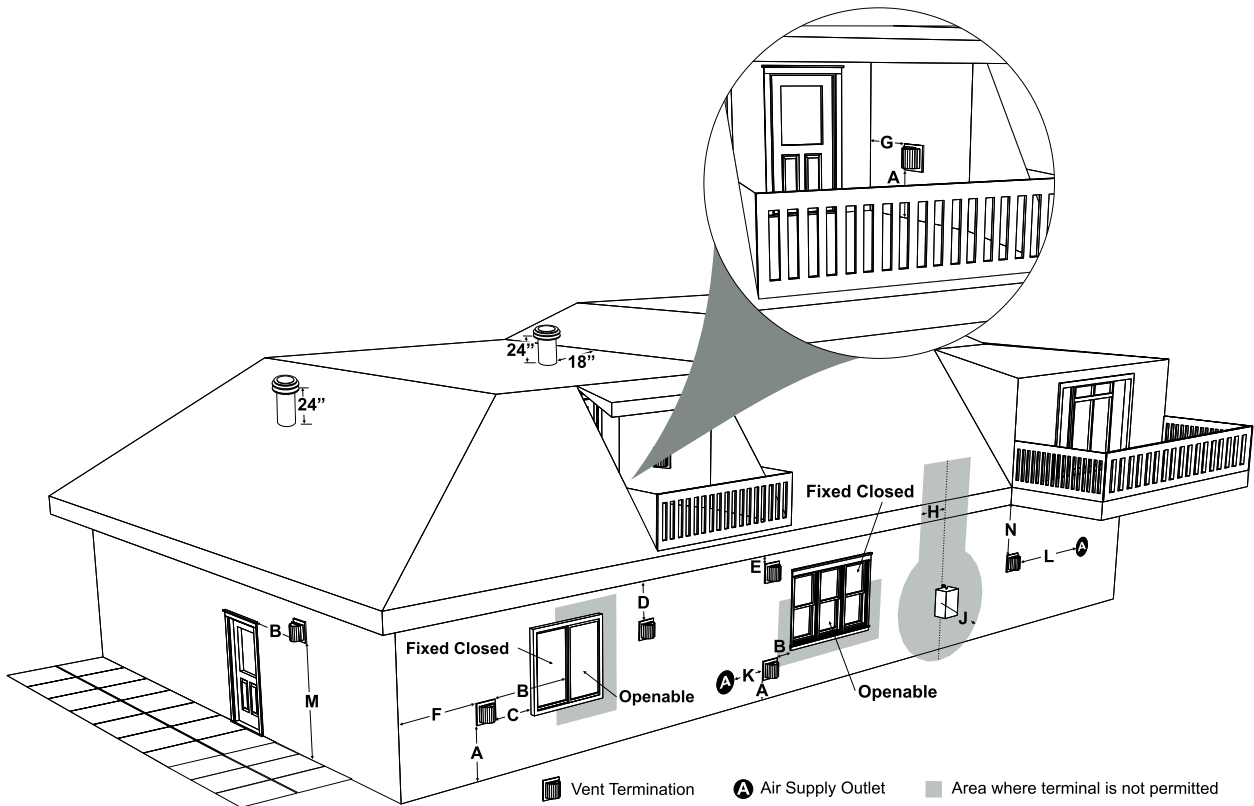 G
A
24”
18”
24”
Fixed Closed
H
N
L
A
E
D
J
B
Fixed Closed
B
K
A
A
Openable
B
Openable
M
F
C
A
Vent Termination
A Air Supply Outlet
Area where terminal is not permitted